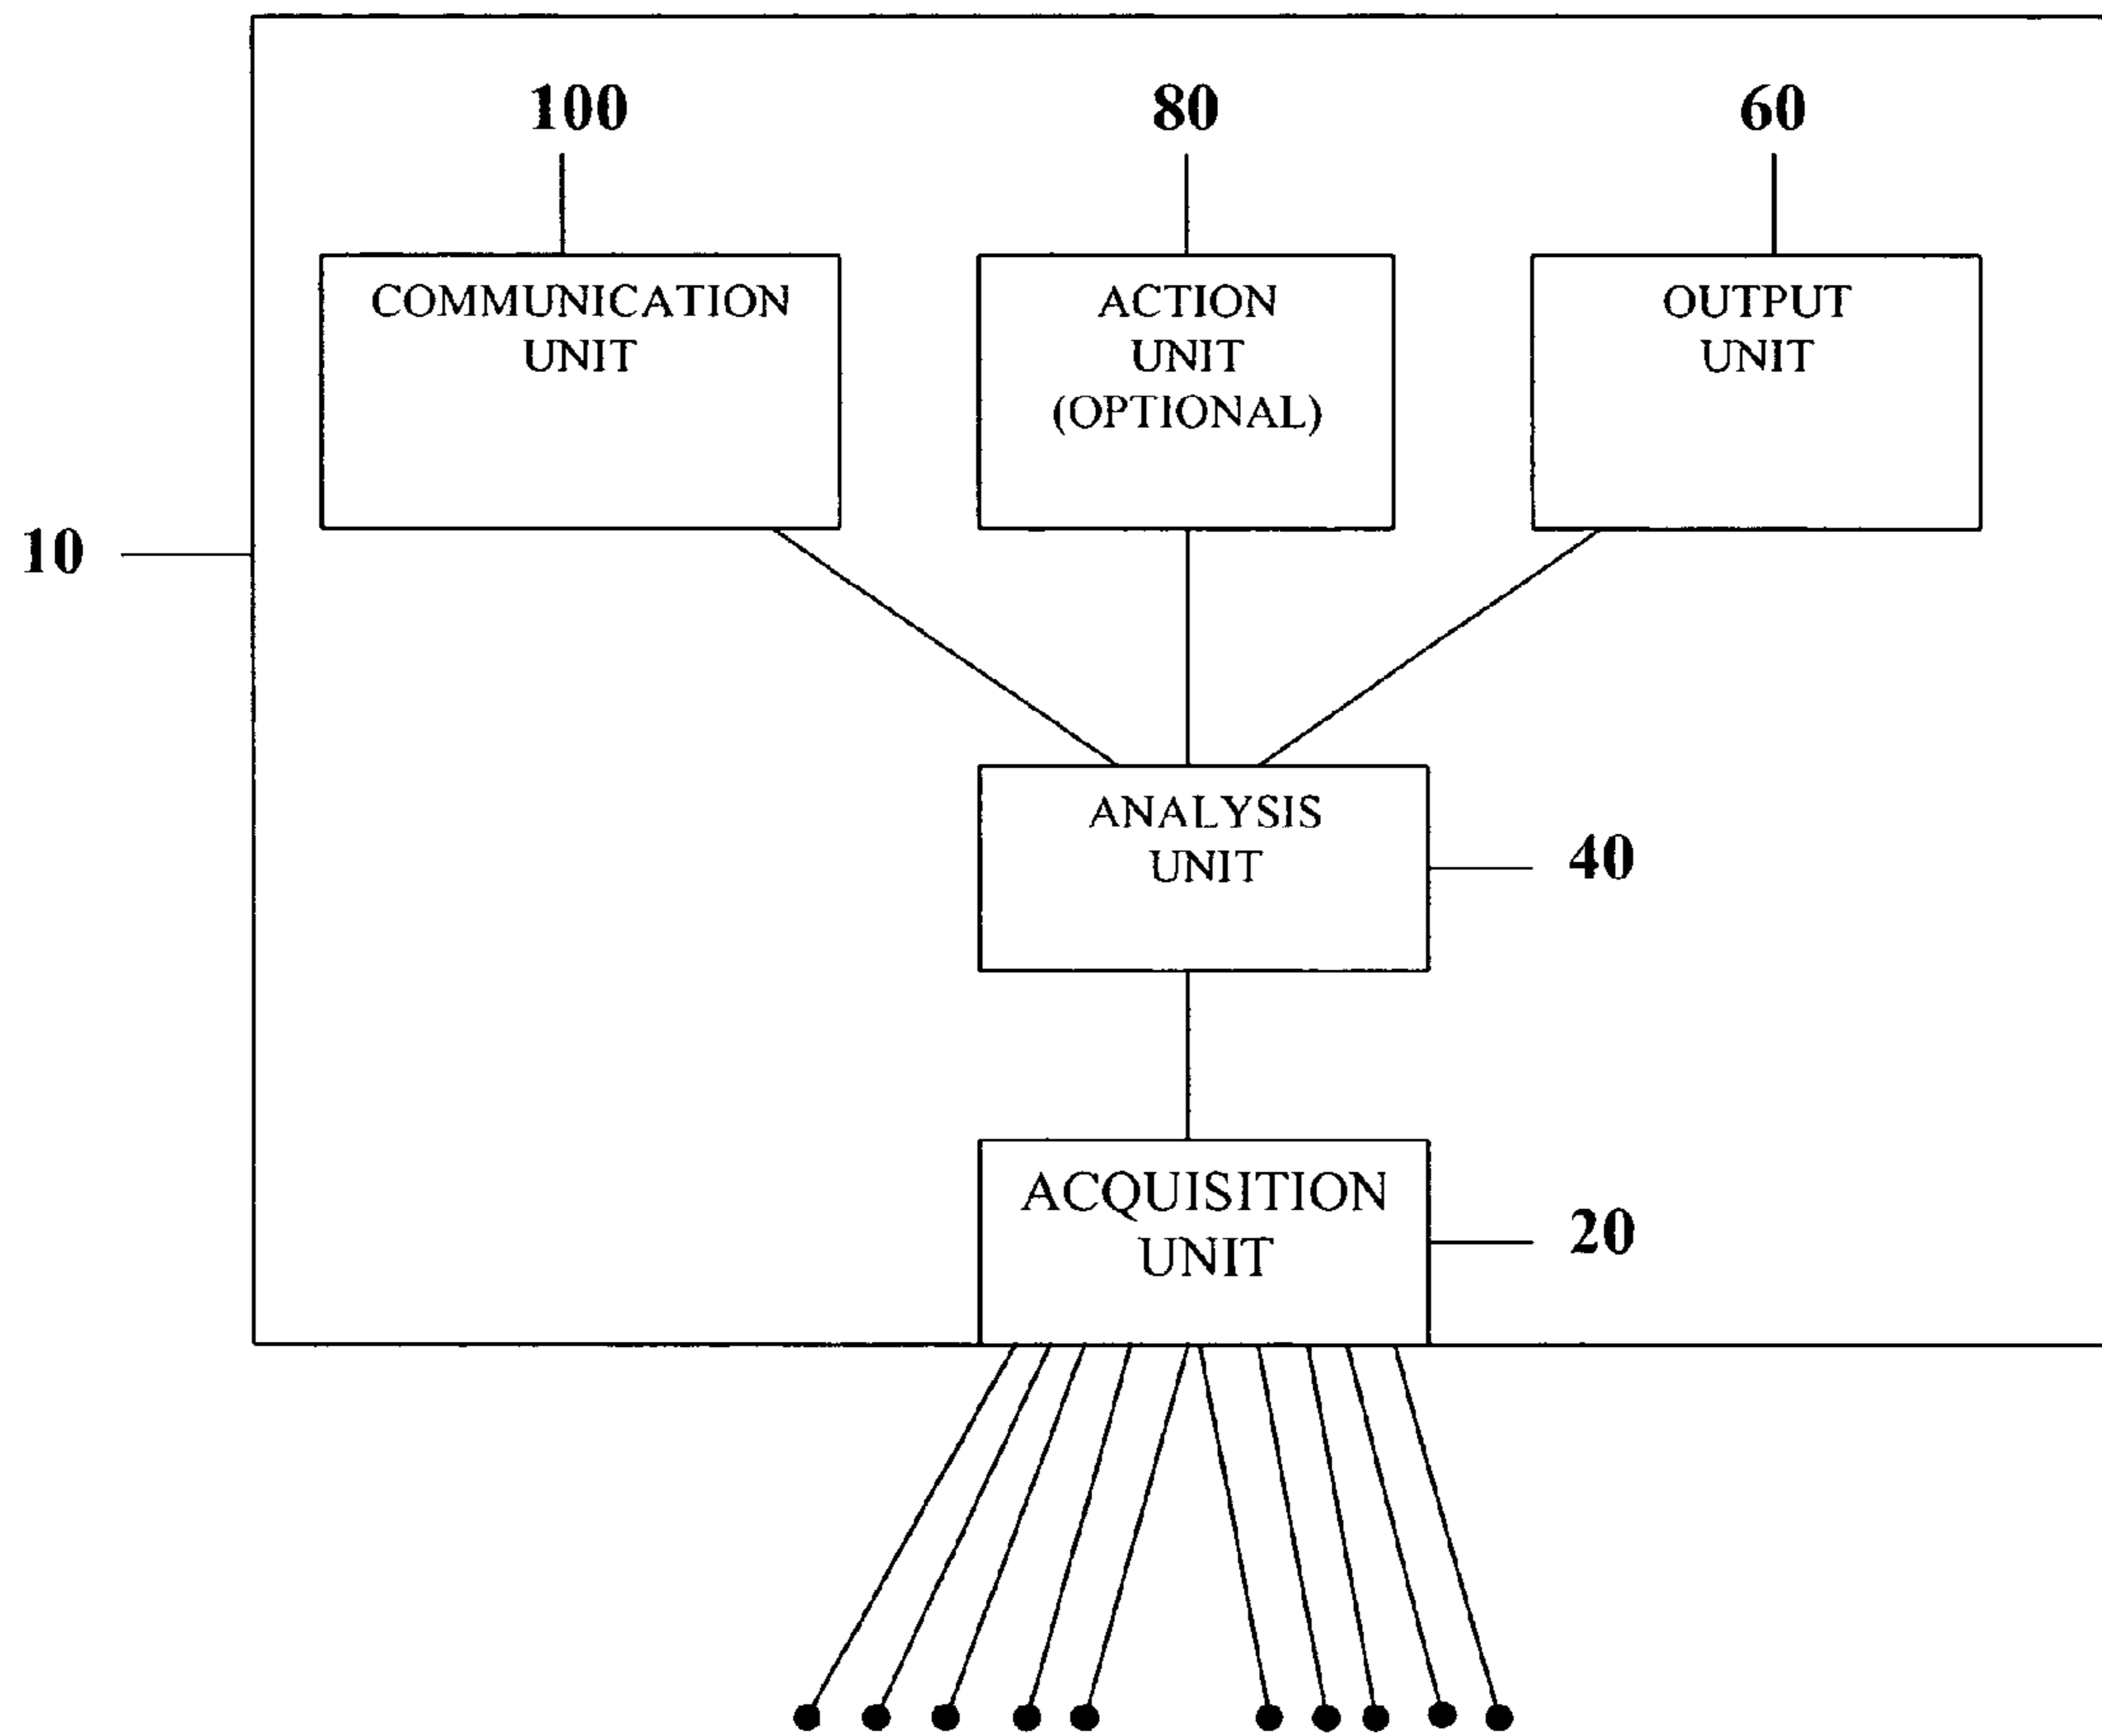 100
80
60
COMMUNICATION
UNIT
ACTION
UNIT
(OPTIONAL)
OUTPUT
UNIT
10
ANALYSIS
UNIT
40
ACQUISITION
UNIT
20